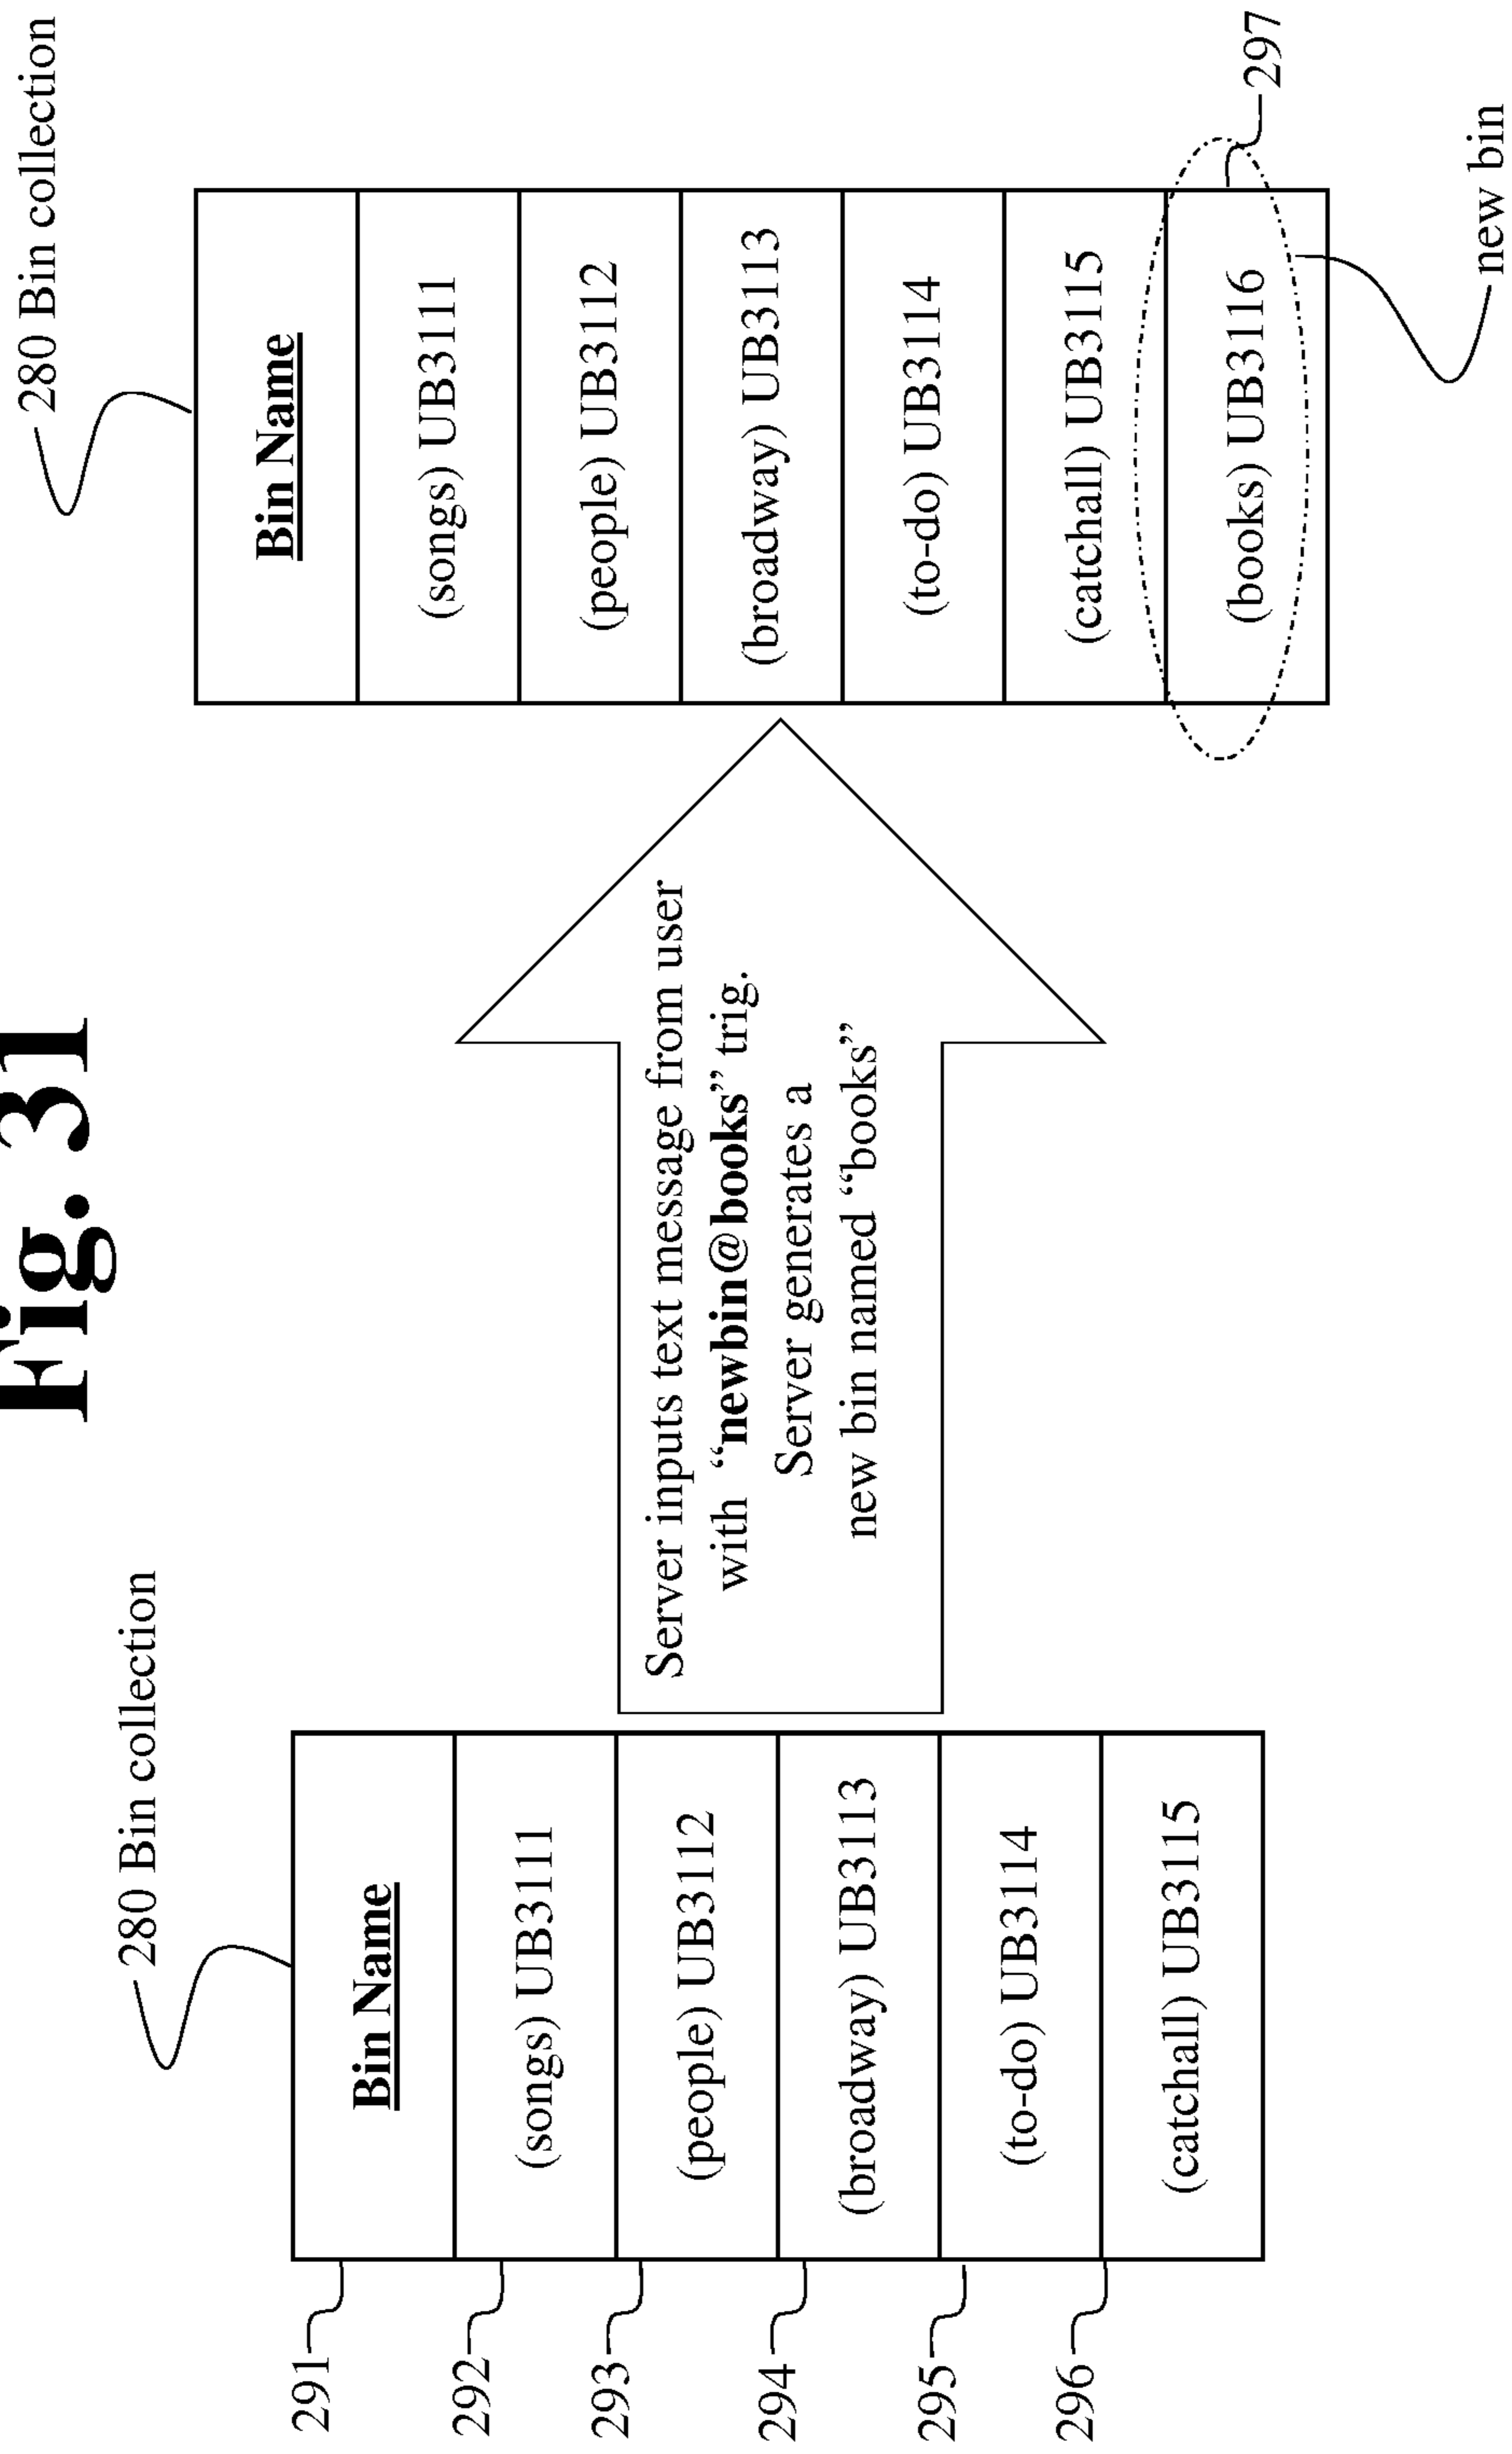 Fig. 31
280 Bin collection
Bin Name
(songs) UB3111
(people) UB3112
(broadway) UB3113
(to-do) UB3114
(catchall) UB3115
291
292
293
294
295
296
Server inputs text message from user
with “newbin@books” trig.
Server generates a
new bin named “books”
280 Bin collection
Bin Name
(songs) UB3111
(people) UB3112
(broadway) UB3113
(to-do) UB3114
(catchall) UB3115
(books) UB3116
297
new bin